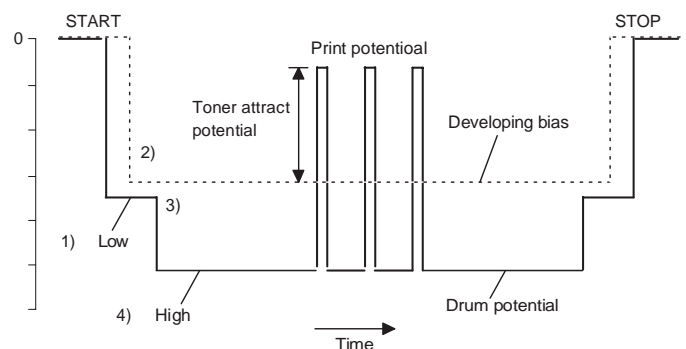 START
STOP
0
Print potentioal
Toner attract
potential
Developing bias
2)
3)
1) Low
4) High
Drum potential
Time